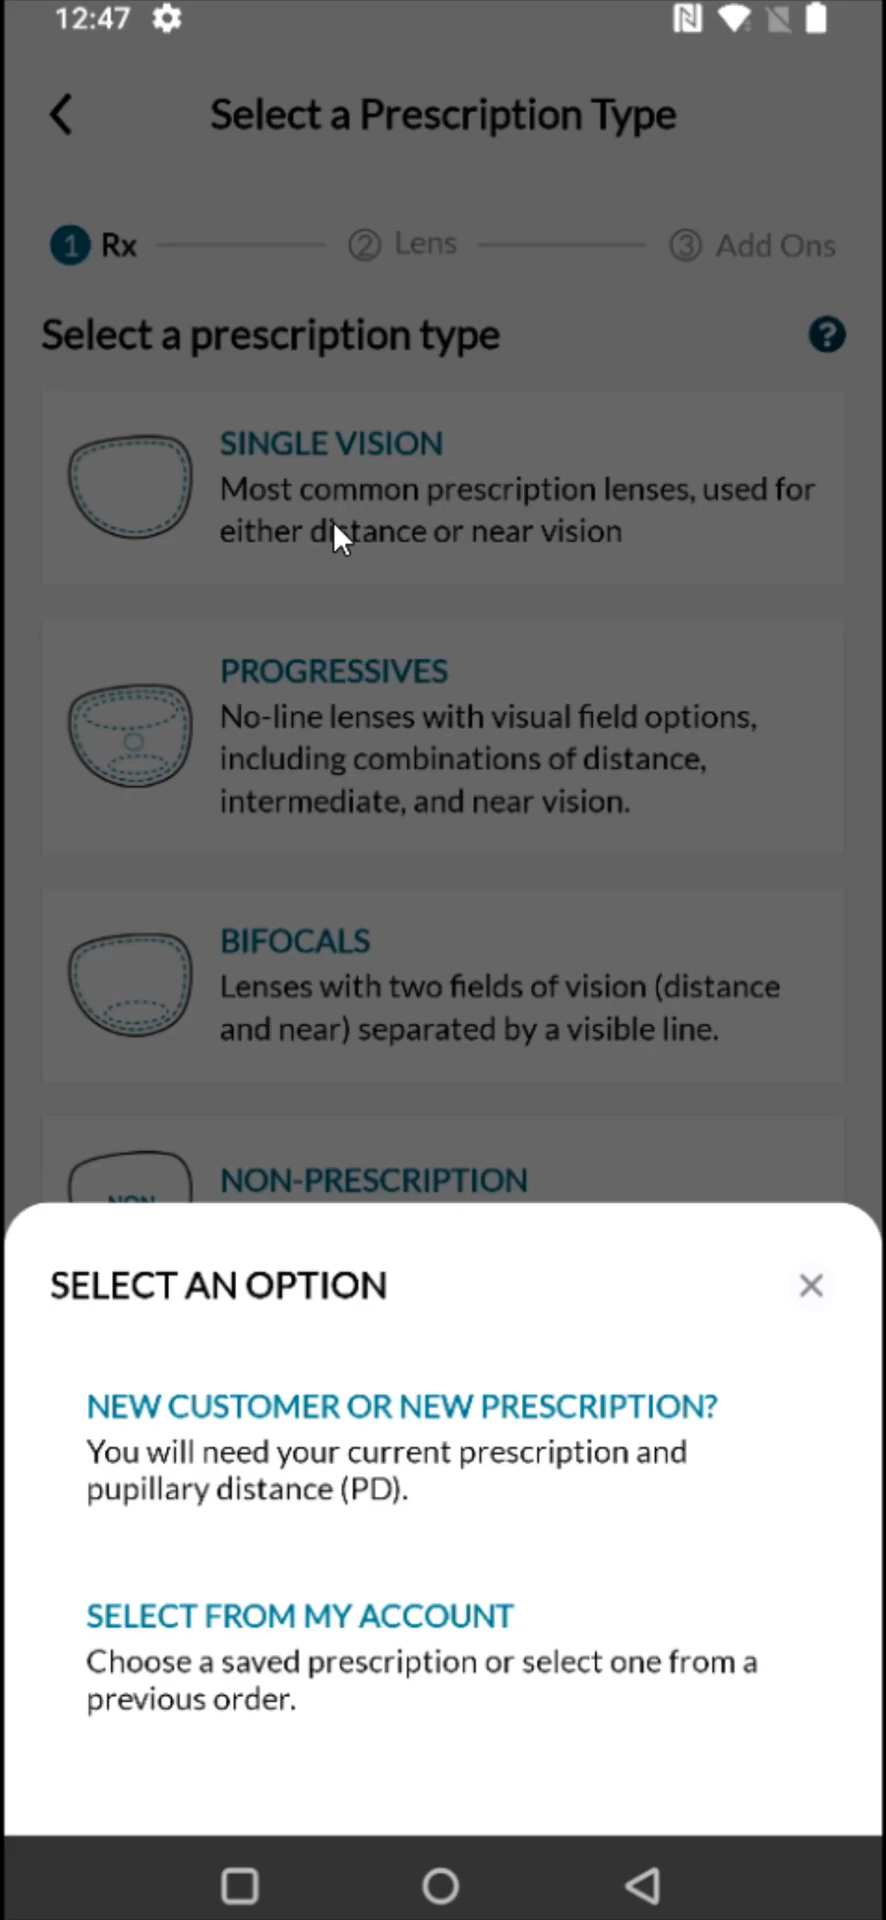 12:47
Select a Prescription Type
1 Rx 2 Lens 3 Add Ons
Select a prescription type ?
SINGLE VISION
Most common prescription lenses, used for
either distance or near vision
PROGRESSIVES
No-line lenses with visual field options,
including combinations of distance,
intermediate, and near vision.
BIFOCALS
Lenses with two fields of vision (distance
and near) separated by a visible line.
NON
NON-PRESCRIPTION
SELECT AN OPTION
NEW CUSTOMER OR NEW PRESCRIPTION?
You will need your current prescription and
pupillary distance (PD).
SELECT FROM MY ACCOUNT
Choose a saved prescription or select one from a
previous order.